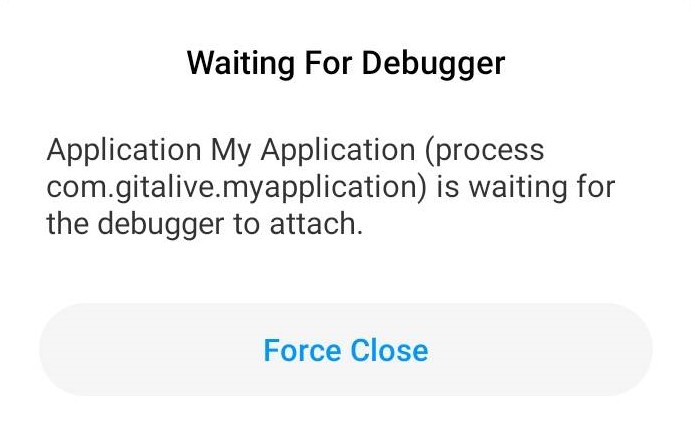 Waiting For Debugger
Application My Application (process
com.gitalive.myapplication) is waiting for
the debugger to attach.
Force Close